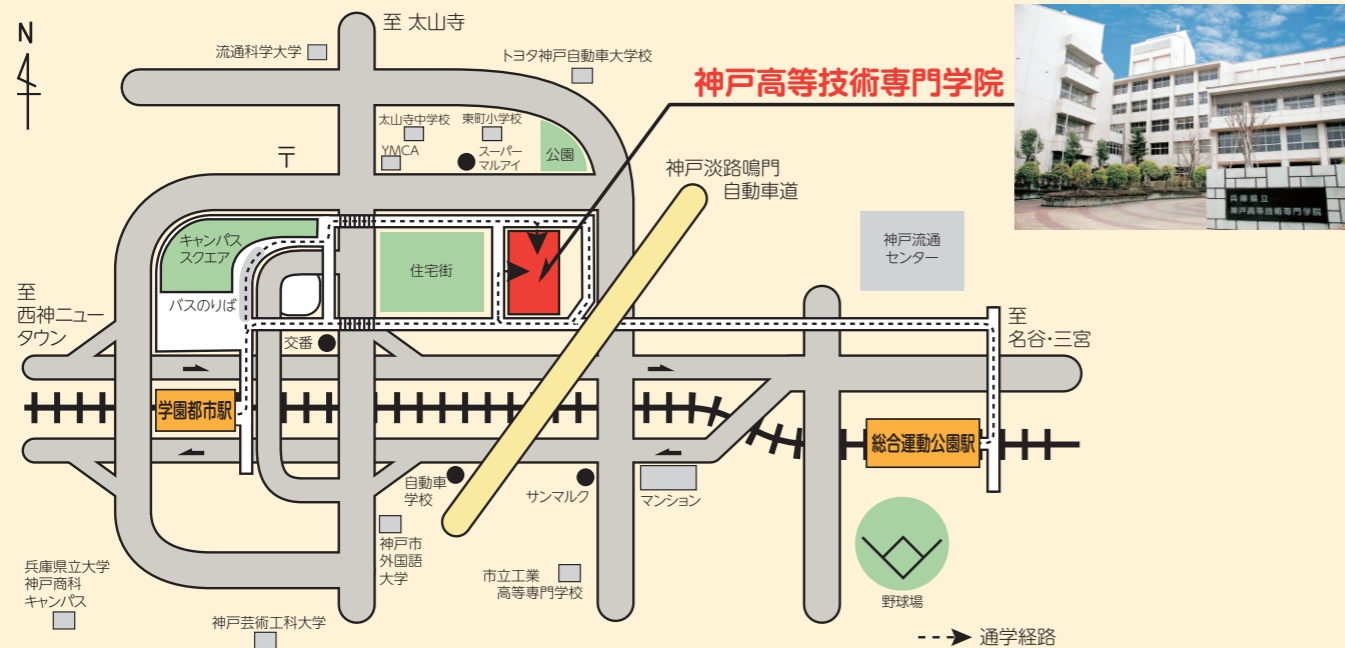 N
至 太山寺
流通科学大学
トヨタ神戸自動車大学校
神戸高等技術専門学院
兵庫県立
神戸高等技術専門学院
太山寺中学校
東町小学校
〒
YMCA
スーパー
マルアイ
公園
神戸淡路鳴門
自動車道
キャンパス
スクエア
住宅街
神戸流通
センター
バスのりば
至
西神ニュー
タウン
至
名谷・三宮
交番
学園都市駅
総合運動公園駅
自動車
学校
サンマルク
マンション
神戸市
外国語
大学
市立工業
高等専門学校
野球場
兵庫県立大学
神戸商科
キャンパス
神戸芸術工科大学
通学経路